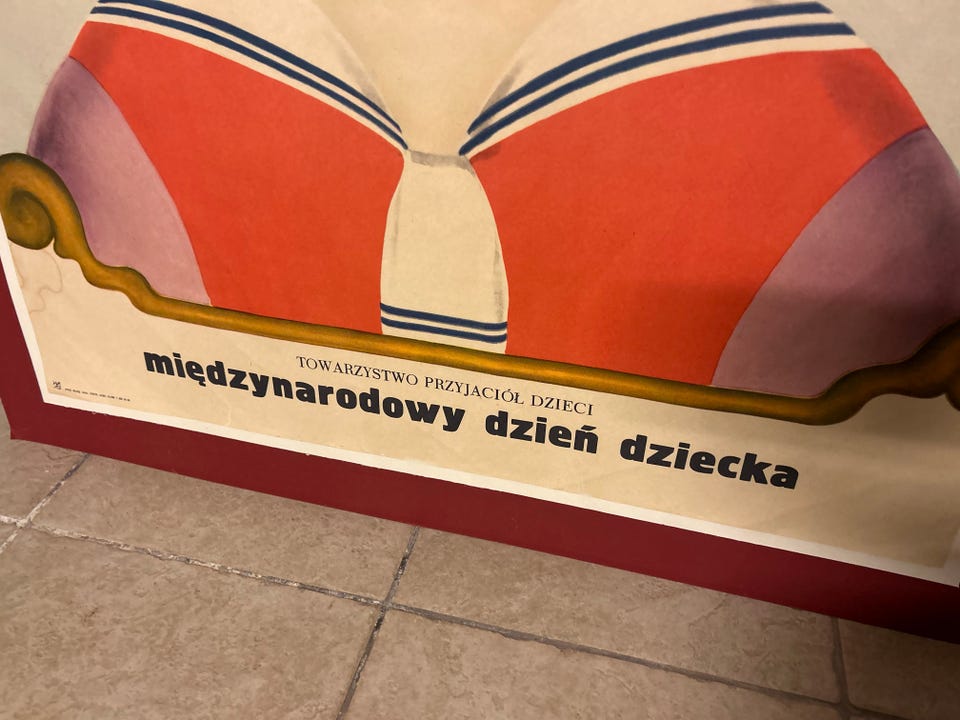 TOWARZYSTWO PRZYJACIÓŁ DZIECI
międzynarodowy dzień dziecka